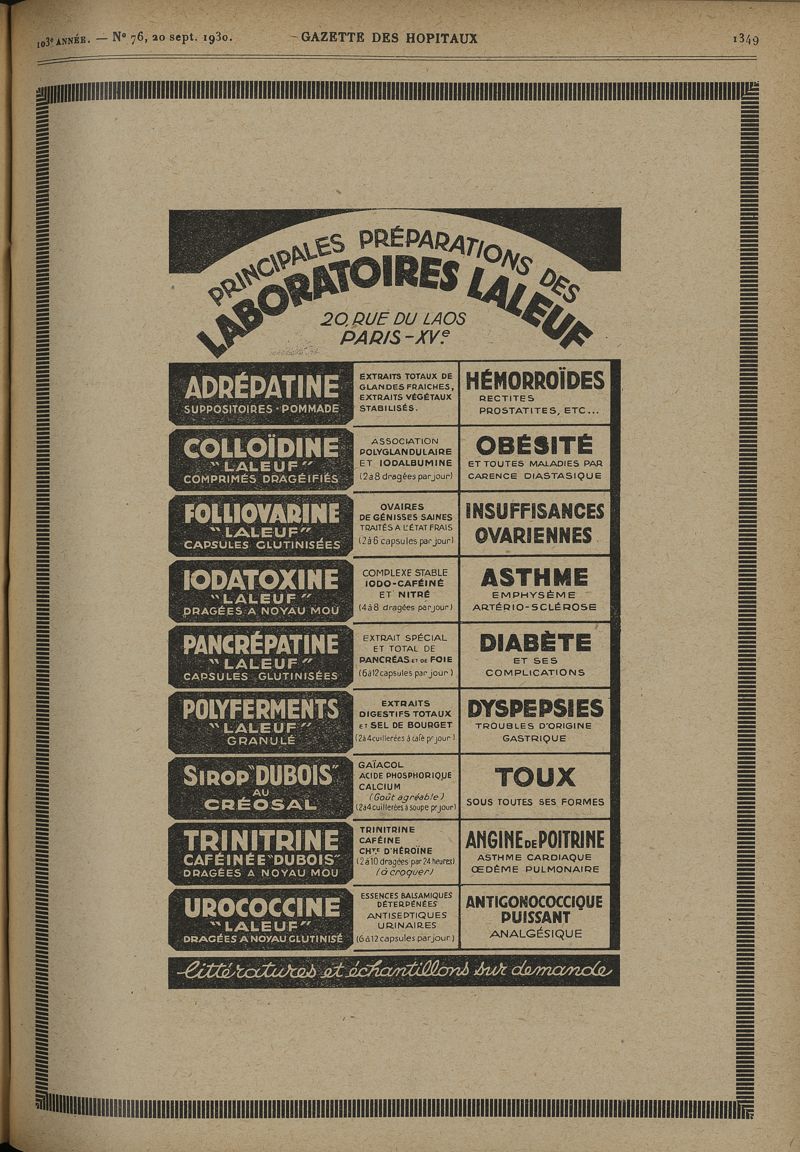 103e ANNÉE. — N° 76, 20 sept. 1930.
GAZETTE DES HOPITAUX
1349
PRINCIPALES PRÉPARATIONS DES
LABORATOIRES LALEUF
20, RUE DU LAOS
PARIS-XVe
ADRÉPATINE
SUPPOSITOIRES - POMMADE
EXTRAITS TOTAUX DE
GLANDES FRAICHES,
EXTRAITS VÉGÉTAUX
STABILISÉS.
HÉMORROÏDES
RECTITES
PROSTATITES, ETC...
COLLOÏDINE
"LALEUF"
COMPRIMÉS DRAGÉIFIÉS
ASSOCIATION
POLYGLANDULAIRE
ET IODALBUMINE
(2 à 8 dragées par jour)
OBÉSITÉ
ET TOUTES MALADIES PAR
CARENCE DIASTASIQUE
FOLLIOVARINE
"LALEUF"
CAPSULES GLUTINISÉES
OVAIRES
DE GÉNISSES SAINES
TRAITÉS A L'ÉTAT FRAIS
(2 à 6 capsules par jour)
INSUFFISANCES
OVARIENNES
IODATOXINE
"LALEUF"
DRAGÉES A NOYAU MOU
COMPLEXE STABLE
IODO-CAFÉINÉ
ET NITRÉ
(4 à 8 dragées par jour)
ASTHME
EMPHYSÈME
ARTÉRIO-SCLÉROSE
PANCRÉPATINE
"LALEUF"
CAPSULES GLUTINISÉES
EXTRAIT SPÉCIAL
ET TOTAL DE
PANCRÉAS ET DE FOIE
(6 à 12 capsules par jour)
DIABÈTE
ET SES
COMPLICATIONS
POLYFERMENTS
"LALEUF"
GRANULÉ
EXTRAITS
DIGESTIFS TOTAUX
ET SEL DE BOURGET
(2 à 4 cuillerées à café pr jour)
DYSPEPSIES
TROUBLES D'ORIGINE
GASTRIQUE
SIROP "DUBOIS"
AU
CRÉOSAL
GAÏACOL
ACIDE PHOSPHORIQUE
CALCIUM
(Goût agréable)
(2 à 4 cuillerées à soupe pr jour)
TOUX
SOUS TOUTES SES FORMES
TRINITRINE
CAFÉINÉE "DUBOIS"
DRAGÉES A NOYAU MOU
TRINITRINE
CAFÉINE
CHTE D'HÉROÏNE
(2 à 10 dragées par 24 heures)
(à croquer)
ANGINE DE POITRINE
ASTHME CARDIAQUE
ŒDÈME PULMONAIRE
UROCOCCINE
"LALEUF"
DRAGÉES A NOYAU GLUTINISÉ
ESSENCES BALSAMIQUES
DÉTERPÉNÉES
ANTISEPTIQUES
URINAIRES
(6 à 12 capsules par jour)
ANTIGONOCOCCIQUE
PUISSANT
ANALGÉSIQUE
Littératures et échantillons sur demande